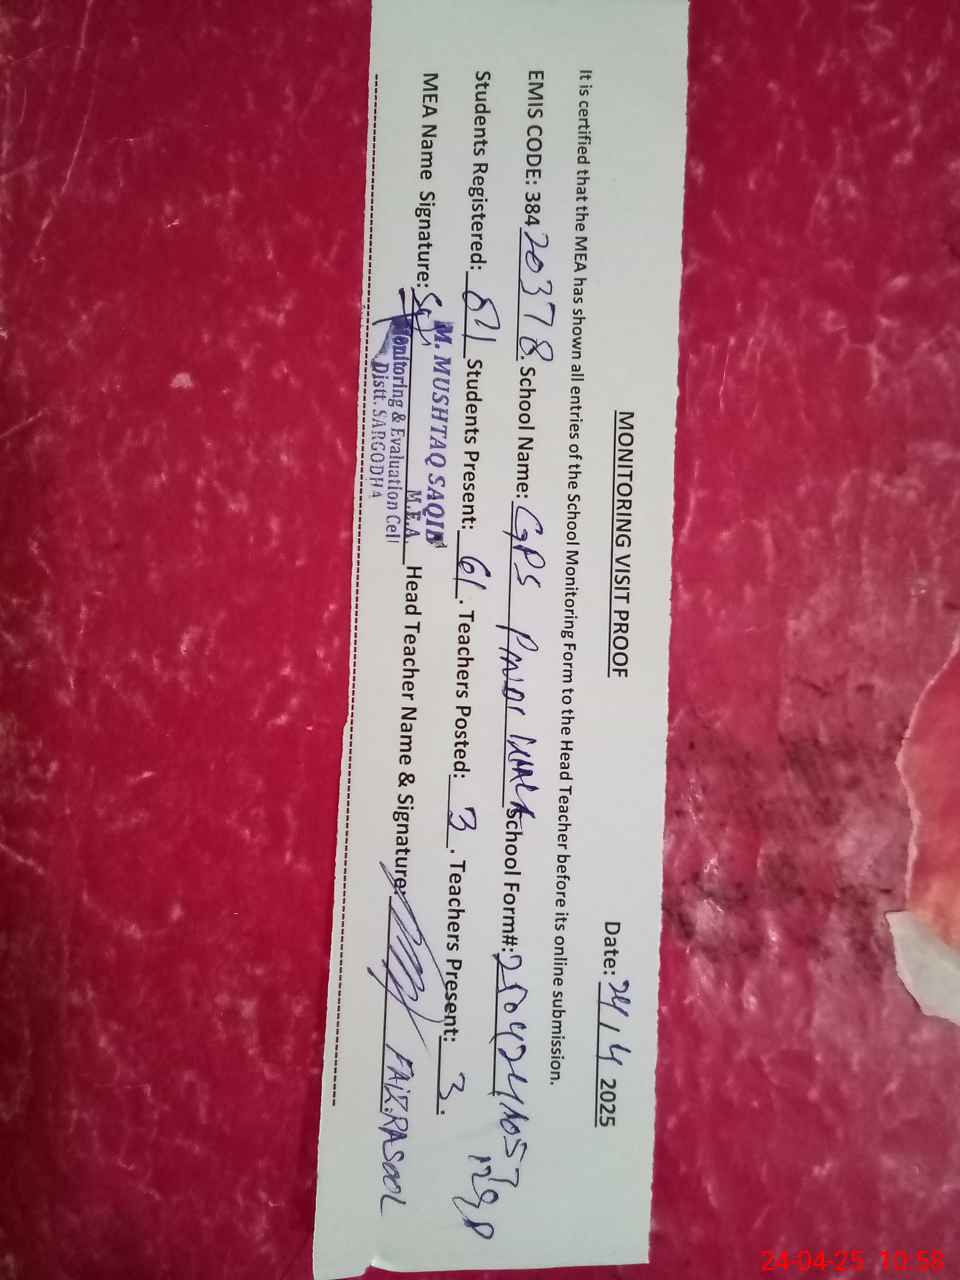 MONITORING VISIT PROOF
Date: 24/4 2025
It is certified that the MEA has shown all entries of the School Monitoring Form to the Head Teacher before its online submission.
EMIS CODE: 38420378. School Name: GPS School Form#:
Students Registered: 81 Students Present: 61. Teachers Posted: 3. Teachers Present: 3.
MEA Name Signature: Head Teacher Name & Signature: FAIZ.RASOOL
M. MUSHTAQ SAQIB
M.E.A
Monitoring & Evaluation Cell
Distt. SARGODHA
24-04-25 10:58